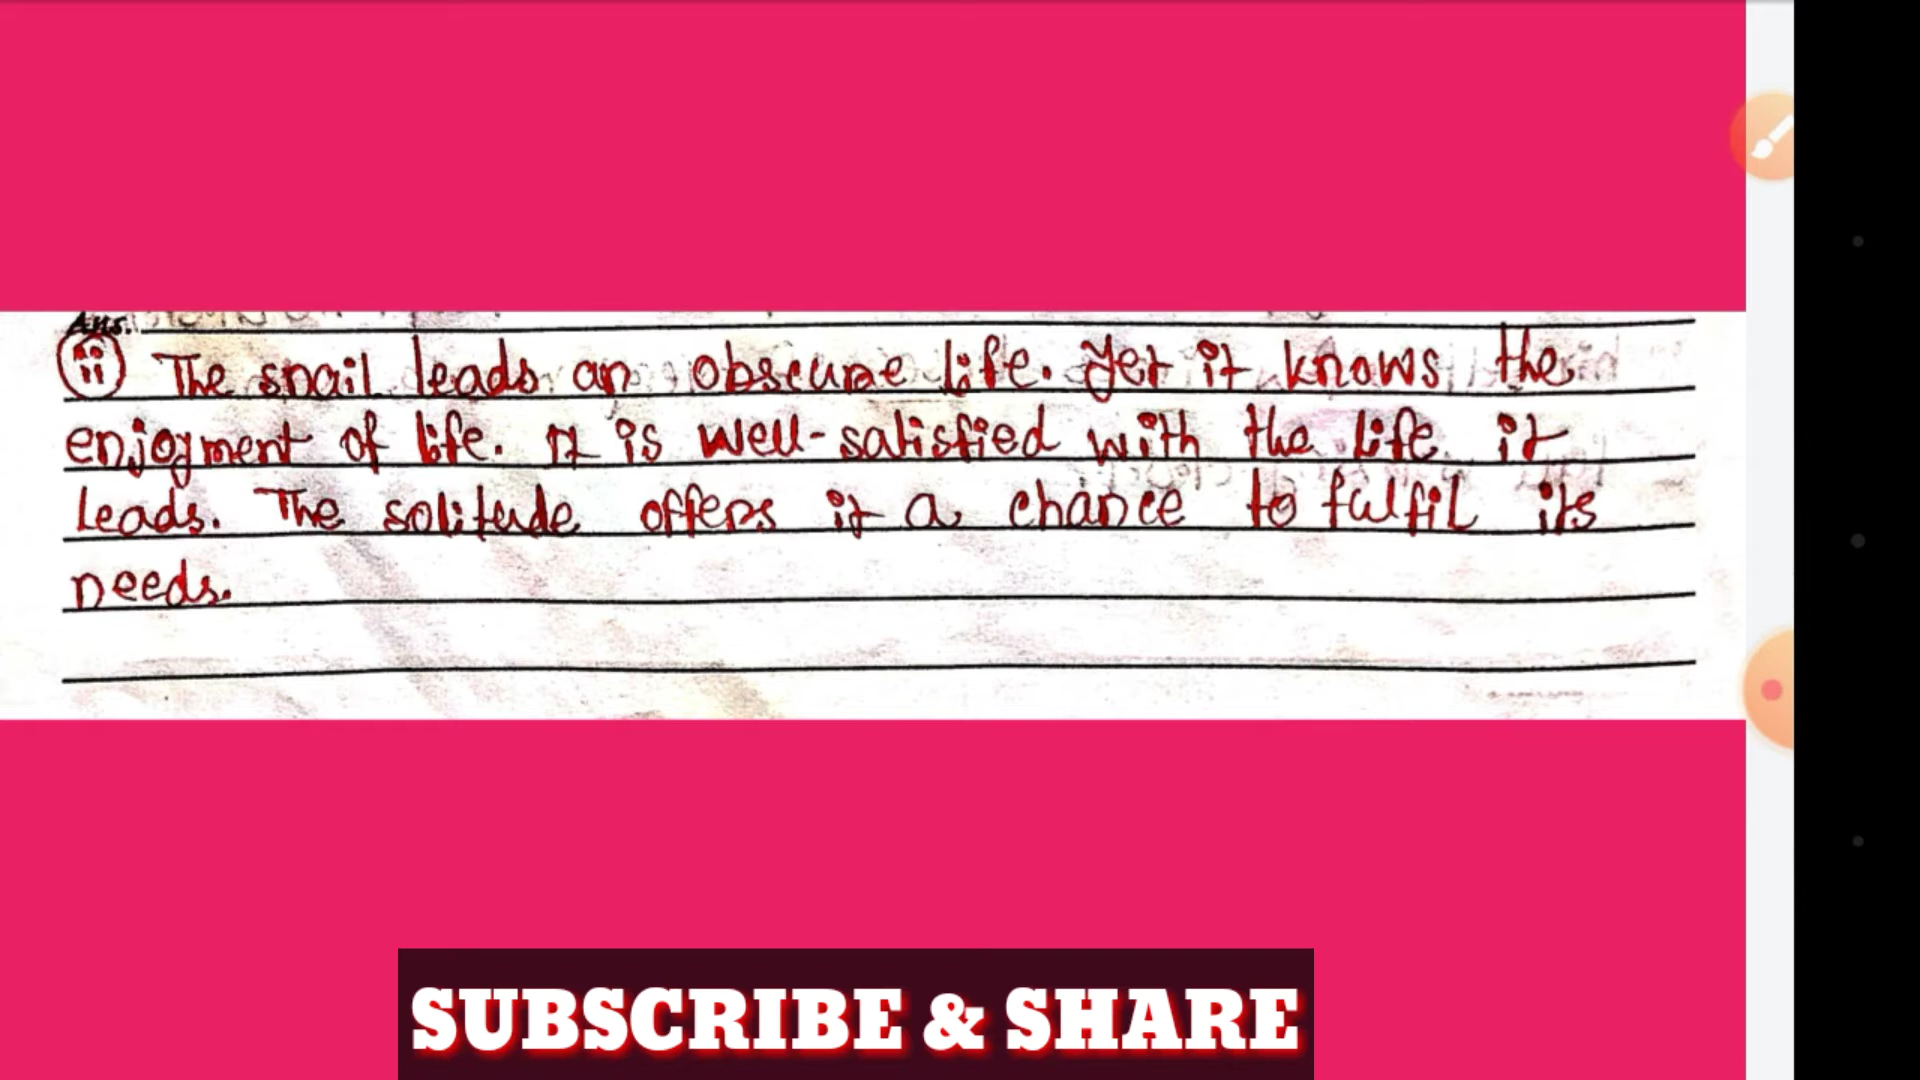 Ans.
ii The snail leads an obscure life. Yet it knows the
enjoyment of life. It is well-satisfied with the life it
leads. The solitude offers it a chance to fulfil its
needs.
SUBSCRIBE & SHARE